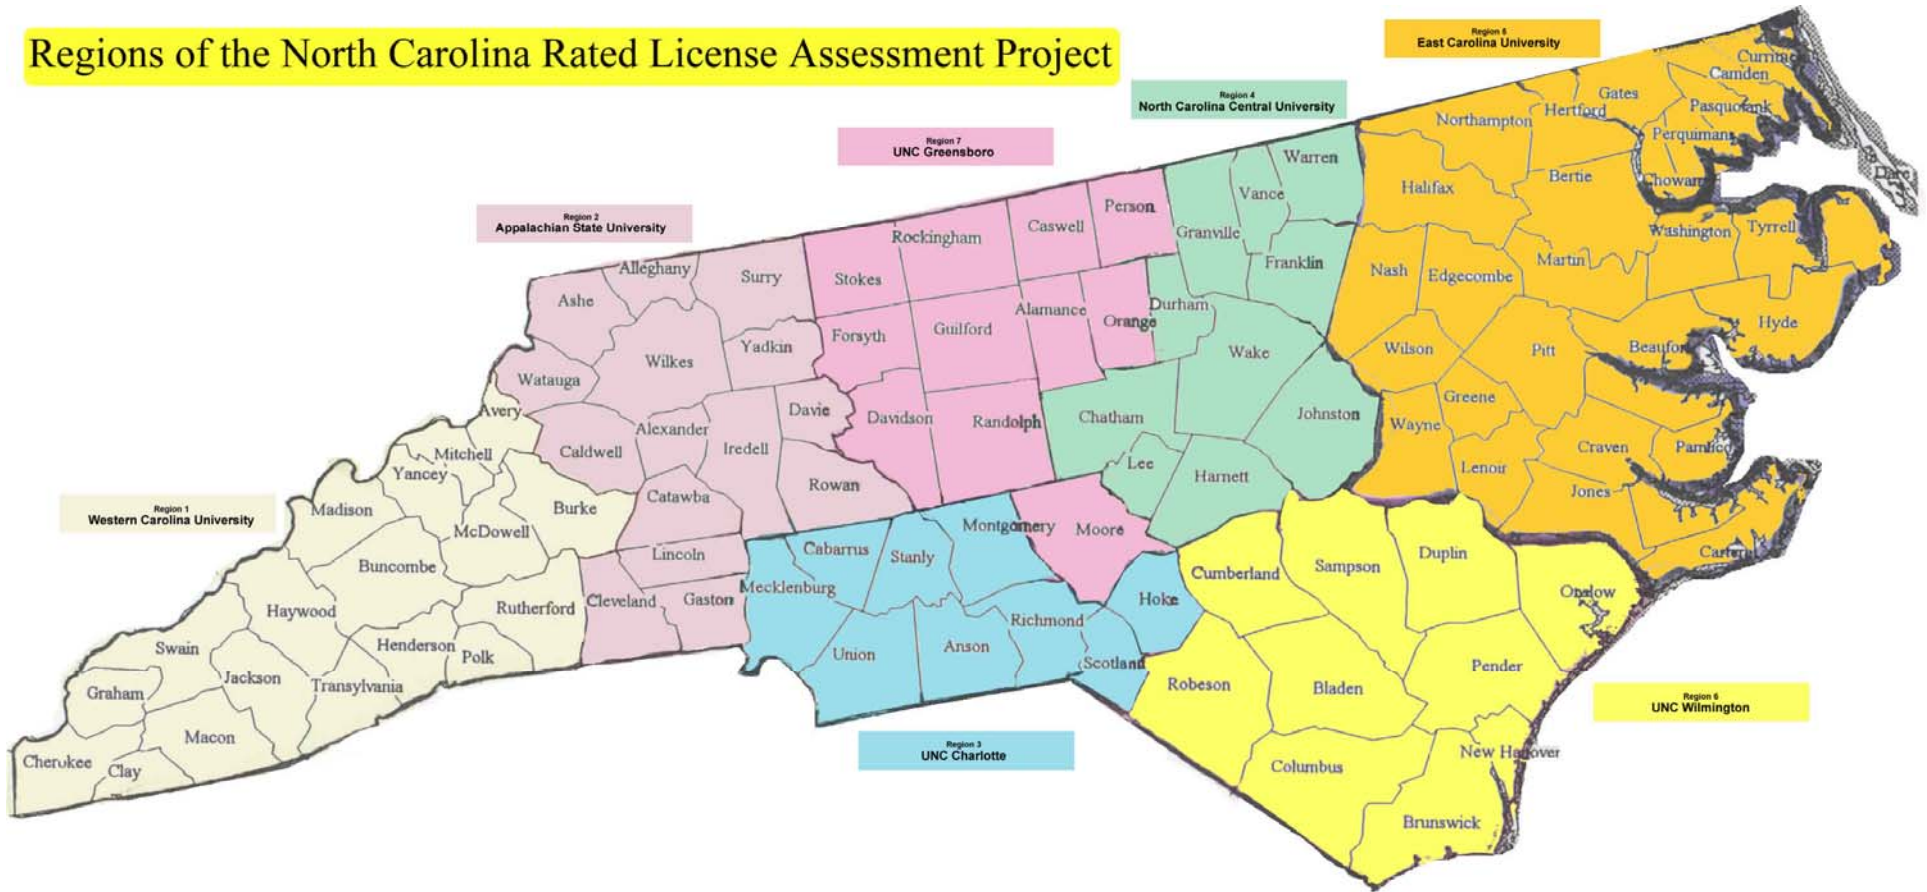 Regions of the North Carolina Rated License Assessment Project
Region 5
East Carolina University
Region 4
North Carolina Central University
Region 7
UNC Greensboro
Region 2
Appalachian State University
Region 1
Western Carolina University
Region 3
UNC Charlotte
Region 6
UNC Wilmington
Currituck
Camden
Gates
Hertford
Pasquotank
Northampton
Perquimans
Warren
Halifax
Bertie
Chowan
Dare
Vance
Person
Caswell
Granville
Rockingham
Washington
Tyrrell
Martin
Franklin
Nash
Edgecombe
Alleghany
Surry
Stokes
Ashe
Durham
Alamance
Orange
Guilford
Hyde
Forsyth
Yadkin
Wilkes
Wake
Wilson
Pitt
Beaufort
Watauga
Avery
Davie
Davidson
Randolph
Chatham
Johnston
Greene
Wayne
Alexander
Caldwell
Iredell
Mitchell
Yancey
Lee
Harnett
Lenoir
Craven
Pamlico
Rowan
Catawba
Burke
Madison
McDowell
Jones
Montgomery
Moore
Cabarrus
Stanly
Lincoln
Buncombe
Carteret
Duplin
Sampson
Cumberland
Mecklenburg
Hoke
Onslow
Gaston
Cleveland
Rutherford
Haywood
Richmond
Swain
Henderson
Polk
Union
Anson
Scotland
Pender
Jackson
Transylvania
Graham
Robeson
Bladen
Macon
Cherokee
Clay
New Hanover
Columbus
Brunswick